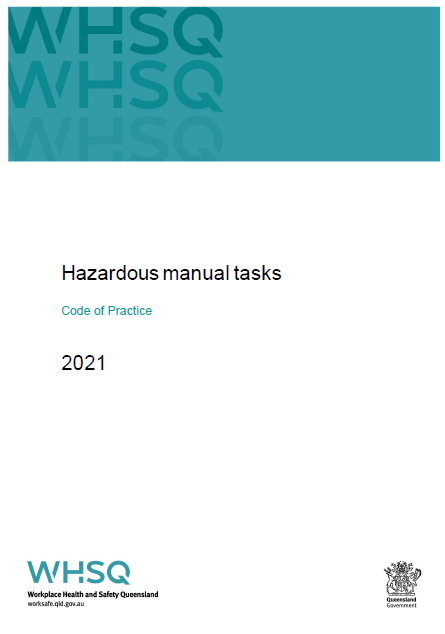 WHSQ
WHSQ
WHSQ
Hazardous manual tasks
Code of Practice
2021
WHSQ
Workplace Health and Safety Queensland
worksafe.qld.gov.au
Queensland
Government